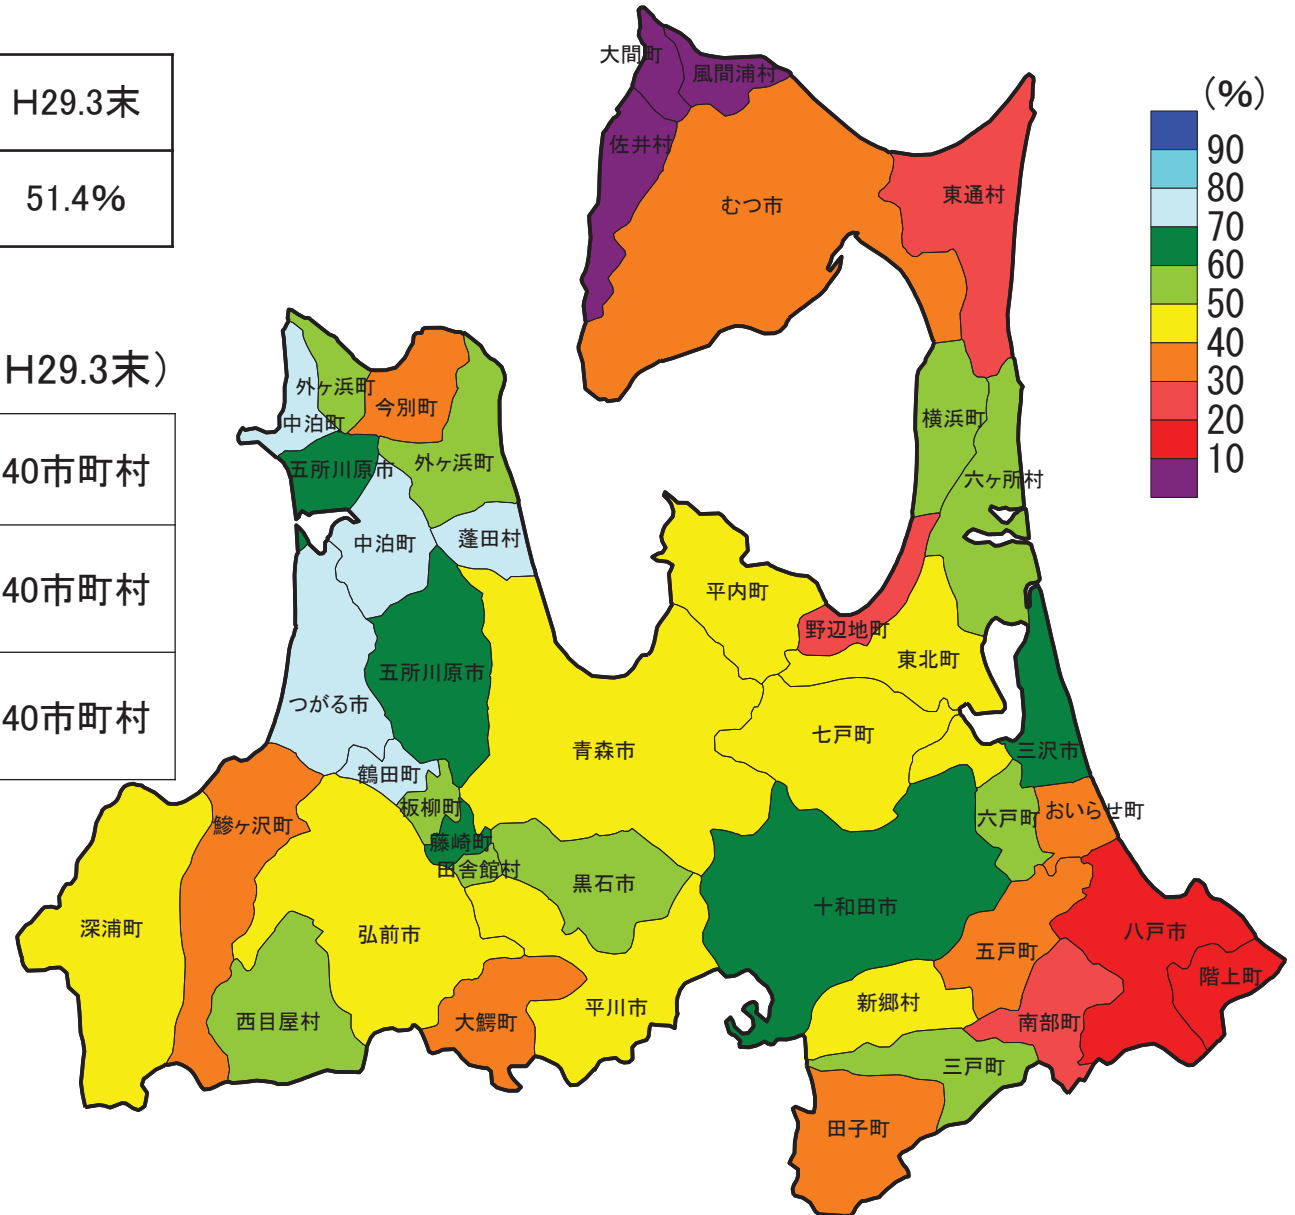 H29.3末
51.4%
H29.3末)
40市町村
40市町村
40市町村
(%)
90
80
70
60
50
40
30
20
10
大間町
風間浦村
佐井村
むつ市
東通村
外ヶ浜町
今別町
中泊町
五所川原市
外ヶ浜町
横浜町
六ヶ所村
中泊町
蓬田村
平内町
野辺地町
東北町
五所川原市
つがる市
青森市
七戸町
三沢市
鶴田町
板柳町
六戸町
おいらせ町
鰺ヶ沢町
藤崎町
田舎館村
黒石市
十和田市
深浦町
弘前市
八戸市
五戸町
階上町
西目屋村
大鰐町
平川市
新郷村
南部町
三戸町
田子町